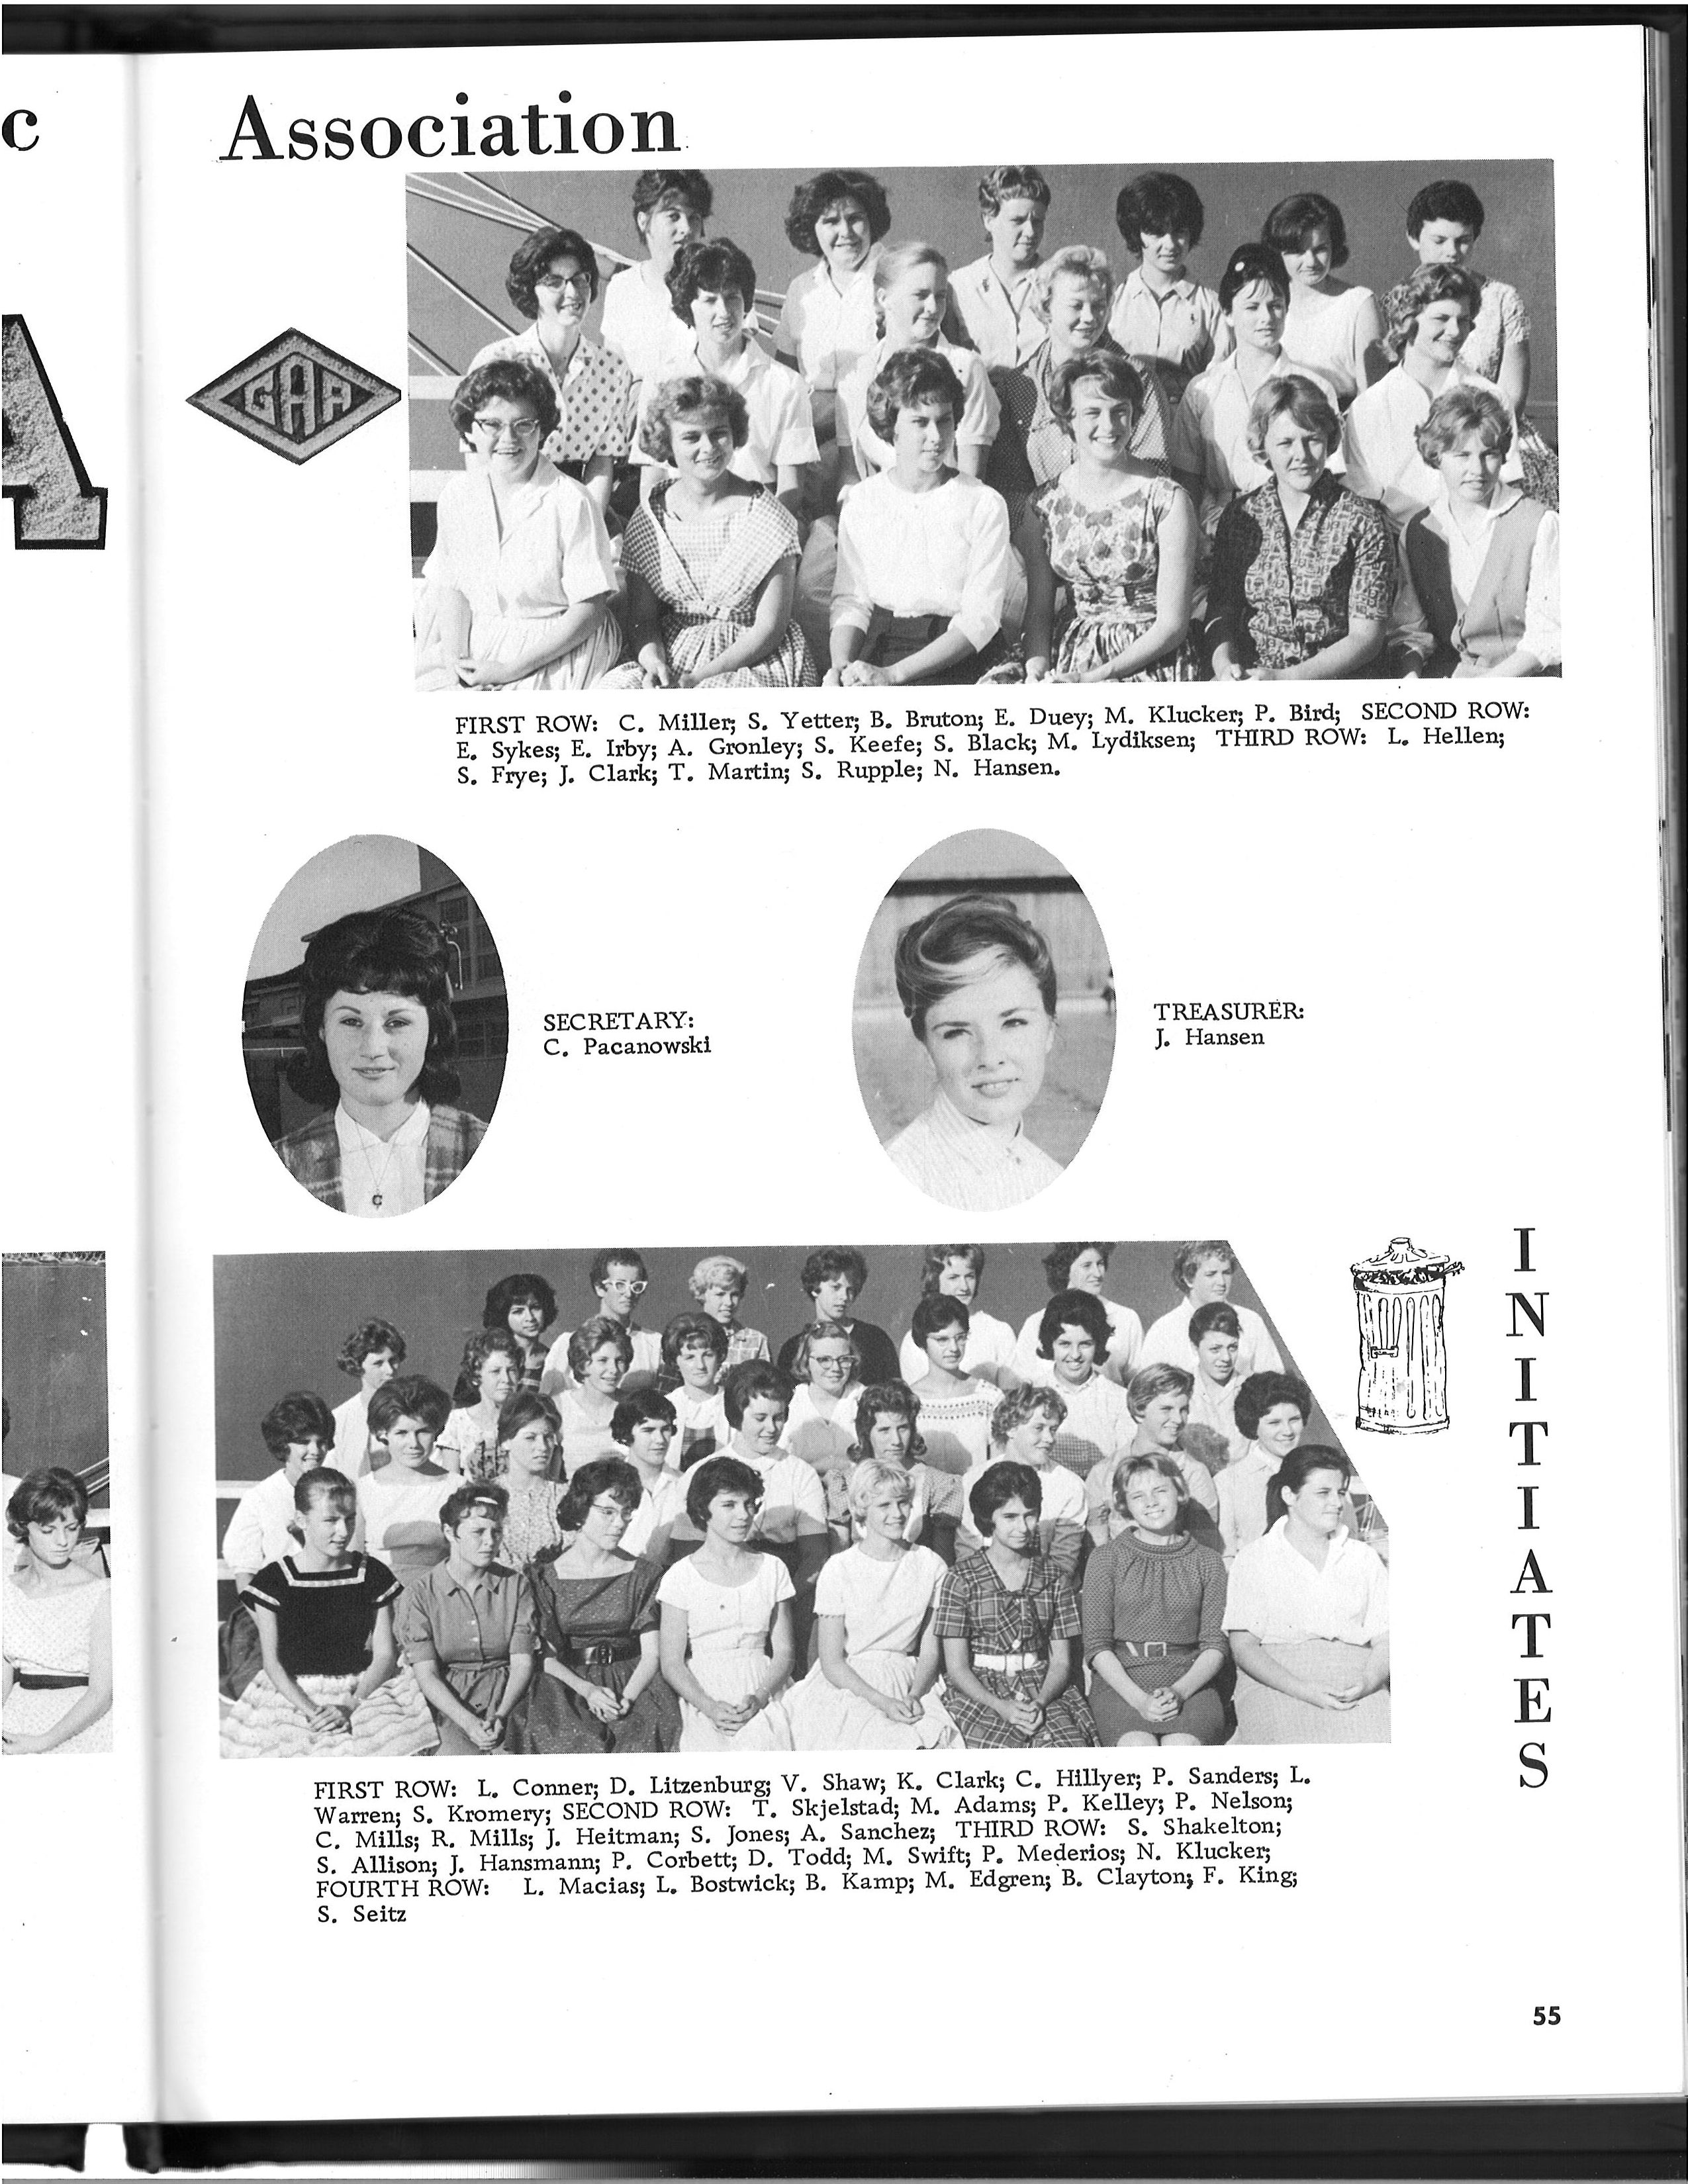 c
Association
A
GAA
FIRST ROW: C. Miller; S. Yetter; B. Bruton; E. Duey; M. Klucker; P. Bird; SECOND ROW:
E. Sykes; E. Irby; A. Gronley; S. Keefe; S. Black; M. Lydiksen; THIRD ROW: L. Hellen;
S. Frye; J. Clark; T. Martin; S. Rupple; N. Hansen.
SECRETARY:
C. Pacanowski
TREASURER:
J. Hansen
C
INITIATES
FIRST ROW: L. Conner; D. Litzenburg; V. Shaw; K. Clark; C. Hillyer; P. Sanders; L.
Warren; S. Kromery; SECOND ROW: T. Skjelstad; M. Adams; P. Kelley; P. Nelson;
C. Mills; R. Mills; J. Heitman; S. Jones; A. Sanchez; THIRD ROW: S. Shakelton;
S. Allison; J. Hansmann; P. Corbett; D. Todd; M. Swift; P. Mederios; N. Klucker;
FOURTH ROW: L. Macias; L. Bostwick; B. Kamp; M. Edgren; B. Clayton; F. King;
S. Seitz
55